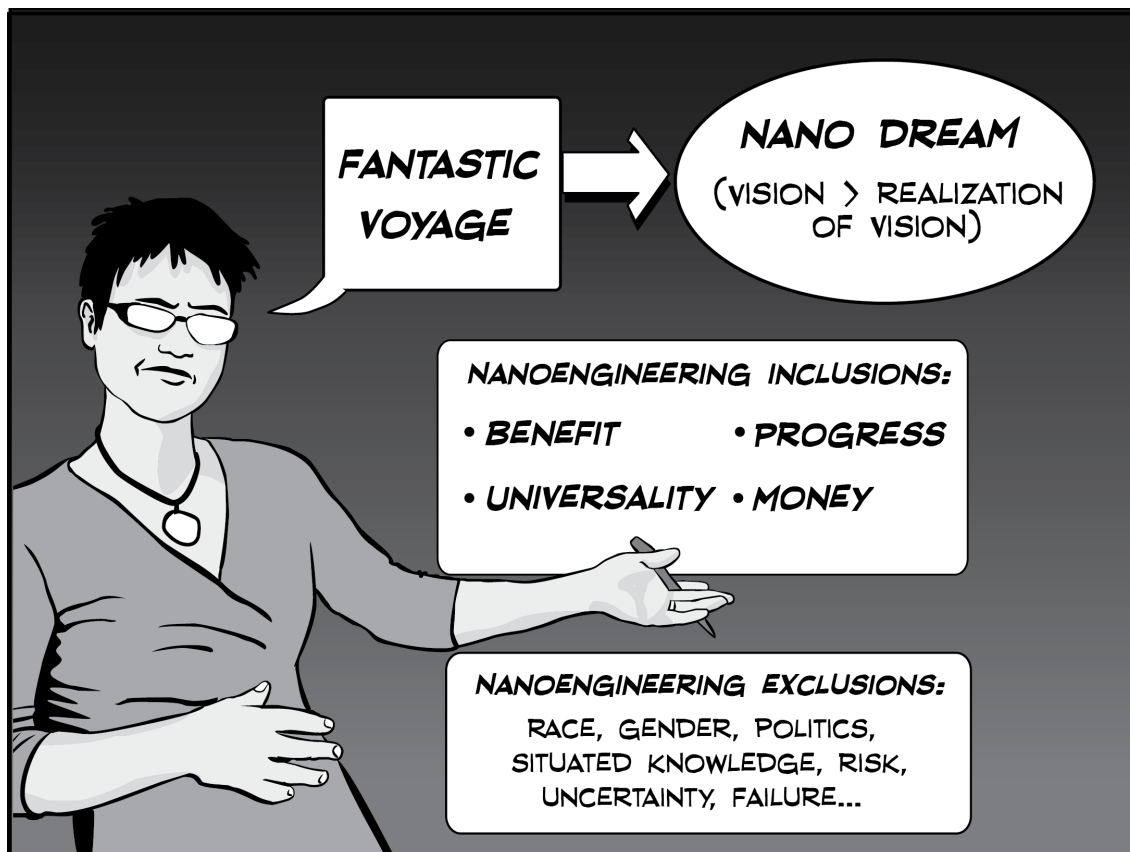 FANTASTIC
VOYAGE
NANO DREAM
(VISION > REALIZATION
OF VISION)
NANOENGINEERING INCLUSIONS:
• BENEFIT • PROGRESS
• UNIVERSALITY • MONEY
NANOENGINEERING EXCLUSIONS:
RACE, GENDER, POLITICS,
SITUATED KNOWLEDGE, RISK,
UNCERTAINTY, FAILURE...